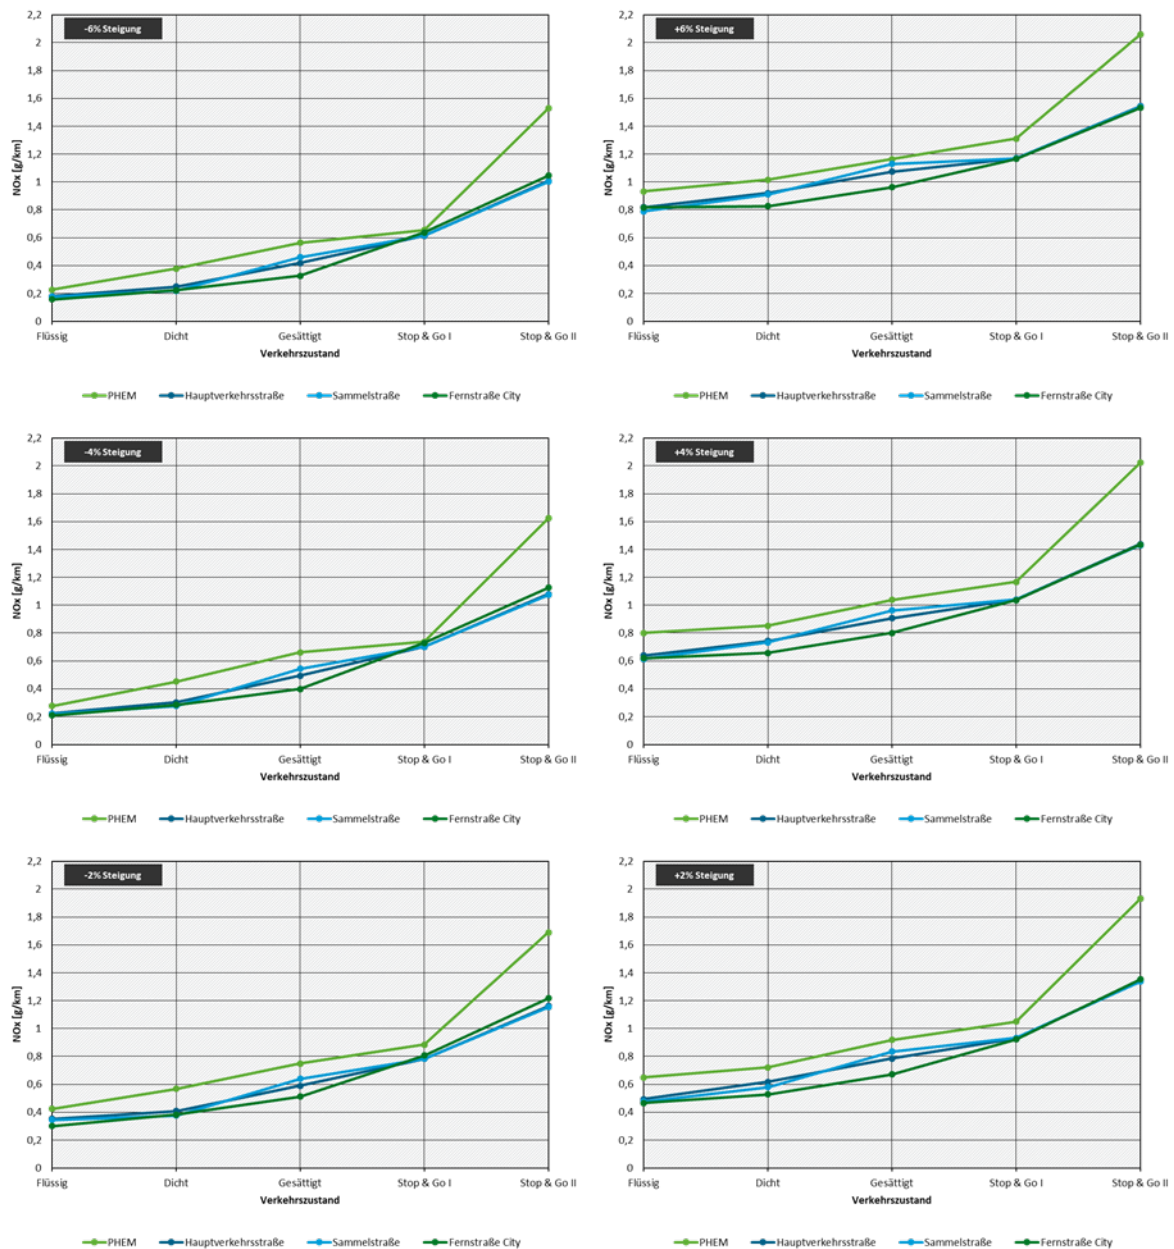 -6% Steigung
NOx [g/km]
2,2
2
1,8
1,6
1,4
1,2
1
0,8
0,6
0,4
0,2
0
Flüssig Dicht Gesättigt Stop & Go I Stop & Go II
Verkehrszustand
PHEM Hauptverkehrsstraße Sammelstraße Fernstraße City
+6% Steigung
NOx [g/km]
2,2
2
1,8
1,6
1,4
1,2
1
0,8
0,6
0,4
0,2
0
Flüssig Dicht Gesättigt Stop & Go I Stop & Go II
Verkehrszustand
PHEM Hauptverkehrsstraße Sammelstraße Fernstraße City
-4% Steigung
NOx [g/km]
2,2
2
1,8
1,6
1,4
1,2
1
0,8
0,6
0,4
0,2
0
Flüssig Dicht Gesättigt Stop & Go I Stop & Go II
Verkehrszustand
PHEM Hauptverkehrsstraße Sammelstraße Fernstraße City
+4% Steigung
NOx [g/km]
2,2
2
1,8
1,6
1,4
1,2
1
0,8
0,6
0,4
0,2
0
Flüssig Dicht Gesättigt Stop & Go I Stop & Go II
Verkehrszustand
PHEM Hauptverkehrsstraße Sammelstraße Fernstraße City
-2% Steigung
NOx [g/km]
2,2
2
1,8
1,6
1,4
1,2
1
0,8
0,6
0,4
0,2
0
Flüssig Dicht Gesättigt Stop & Go I Stop & Go II
Verkehrszustand
PHEM Hauptverkehrsstraße Sammelstraße Fernstraße City
+2% Steigung
NOx [g/km]
2,2
2
1,8
1,6
1,4
1,2
1
0,8
0,6
0,4
0,2
0
Flüssig Dicht Gesättigt Stop & Go I Stop & Go II
Verkehrszustand
PHEM Hauptverkehrsstraße Sammelstraße Fernstraße City